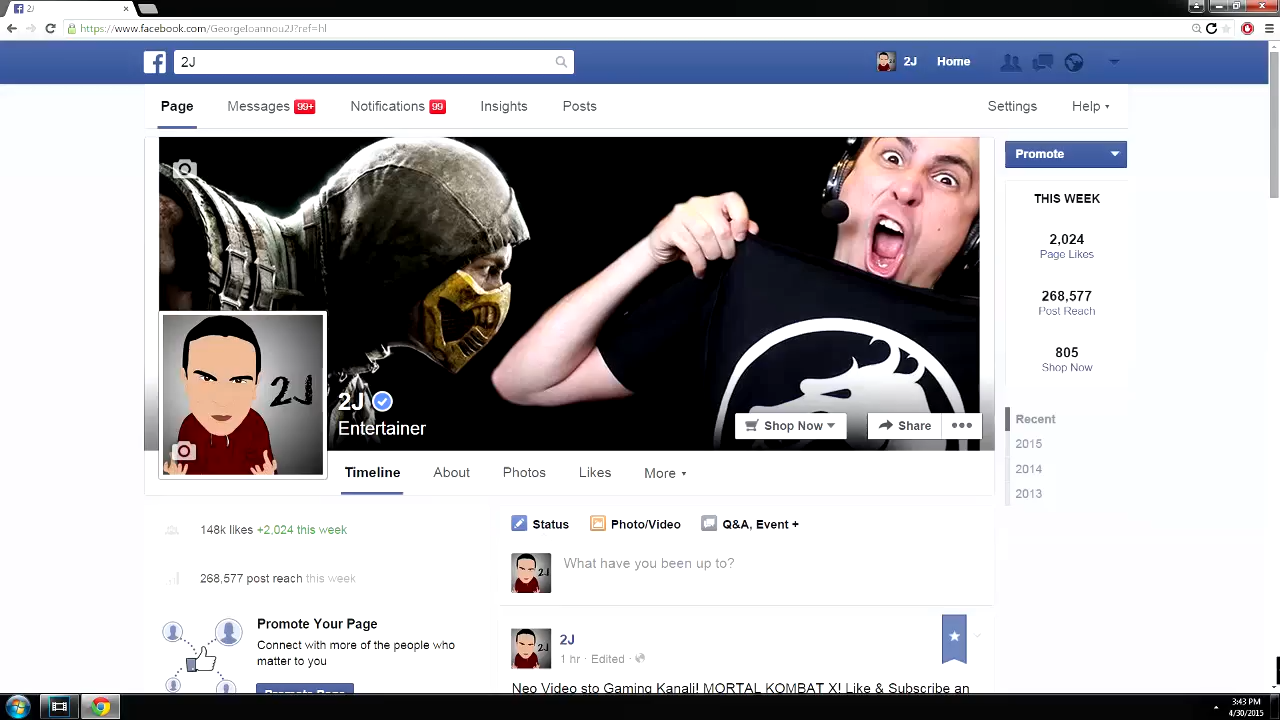 2J
https://www.facebook.com/GeorgeIoannou2J?ref=hl
2J
2J Home
Page Messages 99+ Notifications 99 Insights Posts Settings Help
Promote
THIS WEEK
2,024
Page Likes
268,577
Post Reach
805
Shop Now
Recent
2015
2014
2013
2J
2J
Entertainer
Shop Now Share
Timeline About Photos Likes More
148k likes +2,024 this week
268,577 post reach this week
Promote Your Page
Connect with more of the people who
matter to you
Promote Page
Status Photo/Video Q&A, Event +
2J
What have you been up to?
2J
2J
1 hr · Edited ·
Neo Video sto Gaming Kanali! MORTAL KOMBAT X! Like & Subscribe an
3:43 PM
4/30/2015